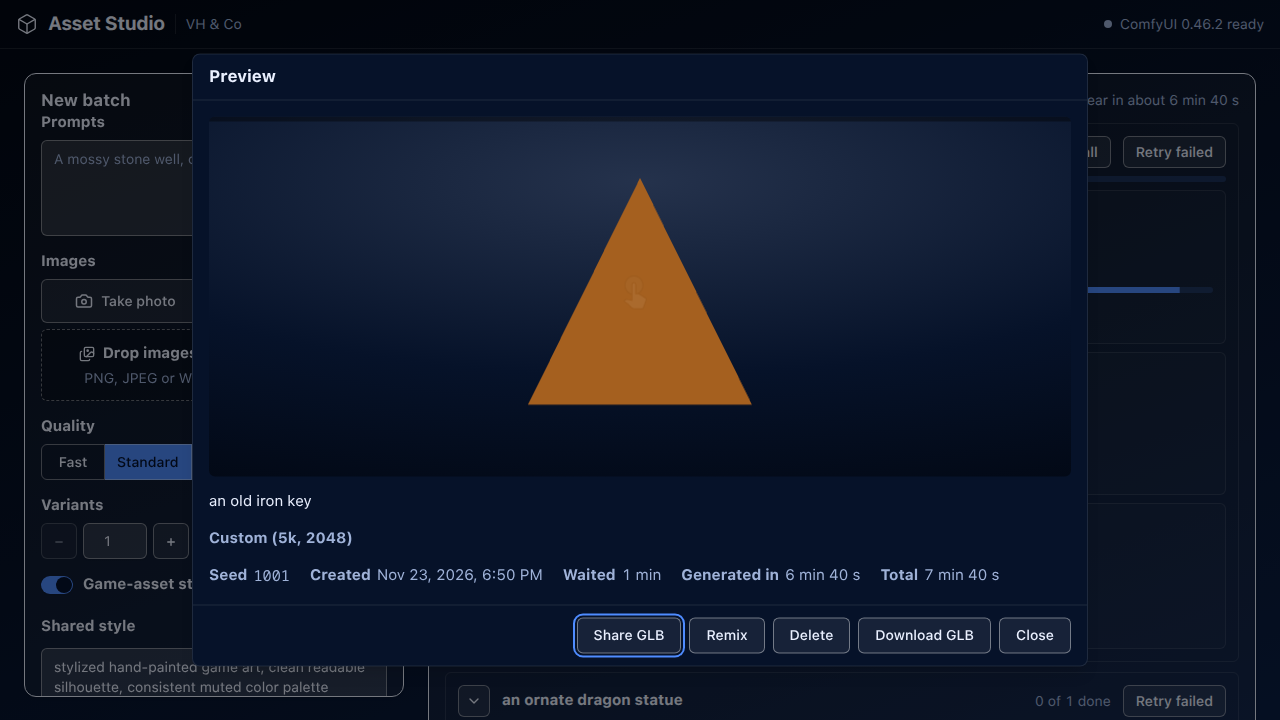 Asset Studio VH & Co ComfyUI 0.46.2 ready
Preview
New batch
Prompts
A mossy stone well,
Images
Take photo
Drop images
PNG, JPEG or
Quality
Fast Standard
Variants
− 1 +
Game-asset
Shared style
stylized hand-painted game art, clean readable
silhouette, consistent muted color palette
an old iron key
Custom (5k, 2048)
Seed 1001 Created Nov 23, 2026, 6:50 PM Waited 1 min Generated in 6 min 40 s Total 7 min 40 s
Share GLB Remix Delete Download GLB Close
in about 6 min 40 s
Retry failed
an ornate dragon statue 0 of 1 done Retry failed